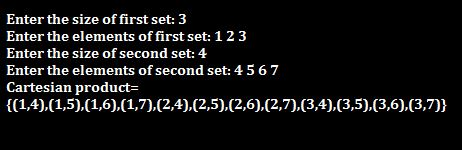 Enter the size of first set: 3
Enter the elements of first set: 1 2 3
Enter the size of second set: 4
Enter the elements of second set: 4 5 6 7
Cartesian product=
{(1,4),(1,5),(1,6),(1,7),(2,4),(2,5),(2,6),(2,7),(3,4),(3,5),(3,6),(3,7)}